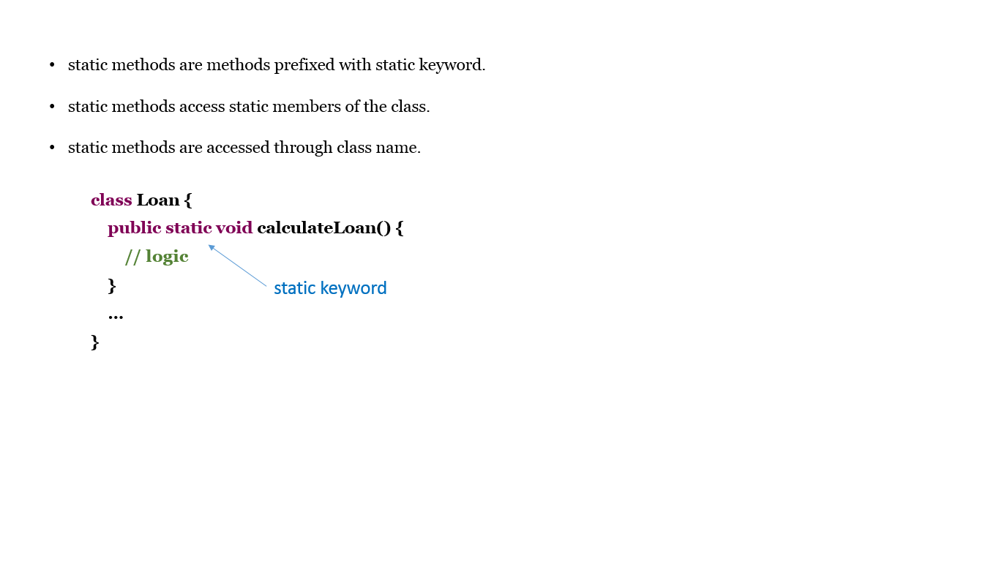 • static methods are methods prefixed with static keyword.
• static methods access static members of the class.
• static methods are accessed through class name.
class Loan {
public static void calculateLoan() {
// logic
}
static keyword
...
}